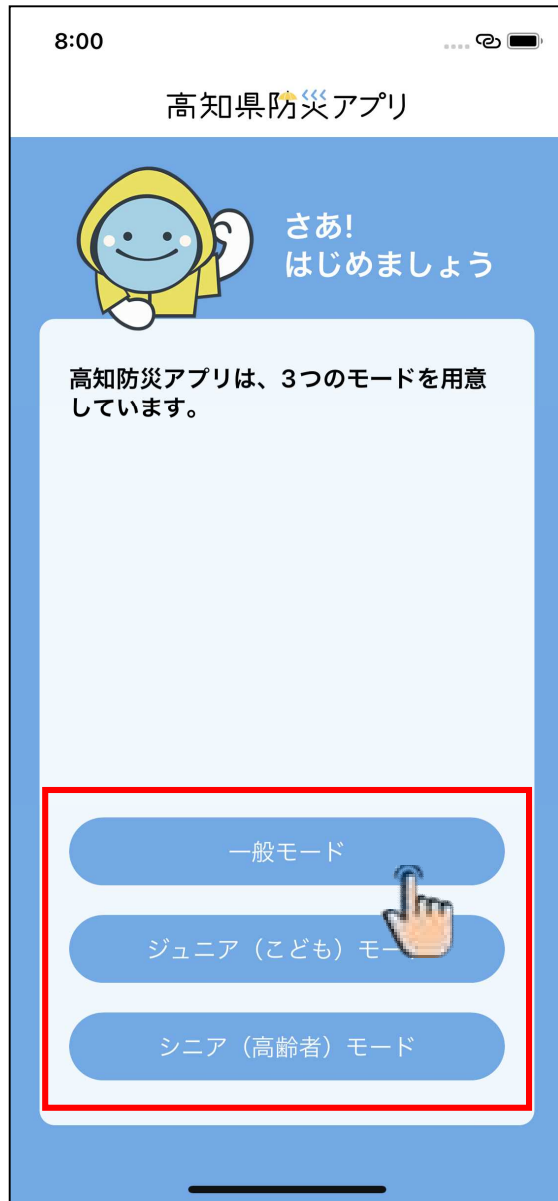 8:00
高知県防災アプリ
さあ!
はじめましょう
高知防災アプリは、3つのモードを用意
しています。
一般モード
ジュニア（こども）モー
シニア（高齢者）モード